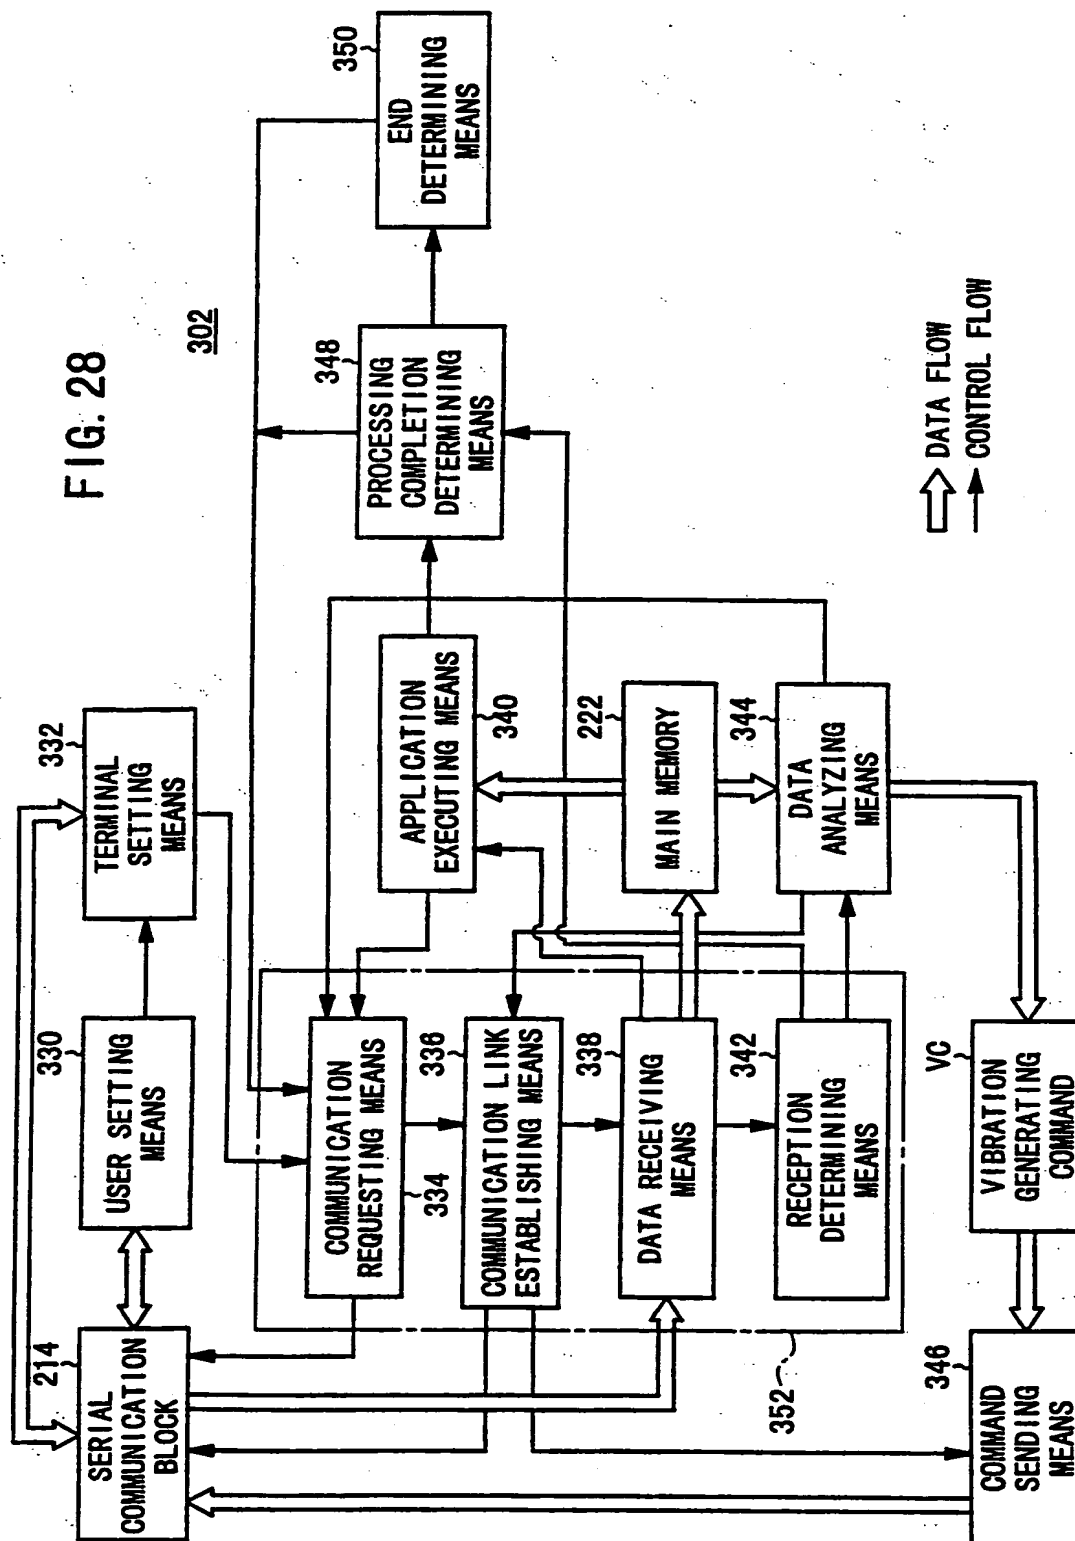 FIG. 28
302
214
SERIAL
COMMUNICATION
BLOCK
330
USER SETTING
MEANS
332
TERMINAL
SETTING
MEANS
COMMUNICATION
REQUESTING MEANS
334
336
COMMUNICATION LINK
ESTABLISHING MEANS
338
DATA RECEIVING
MEANS
342
RECEPTION
DETERMINING
MEANS
352
APPLICATION
EXECUTING MEANS
340
222
MAIN MEMORY
344
DATA
ANALYZING
MEANS
348
PROCESSING
COMPLETION
DETERMINING
MEANS
350
END
DETERMINING
MEANS
346
COMMAND
SENDING
MEANS
VC
VIBRATION
GENERATING
COMMAND
DATA FLOW
CONTROL FLOW